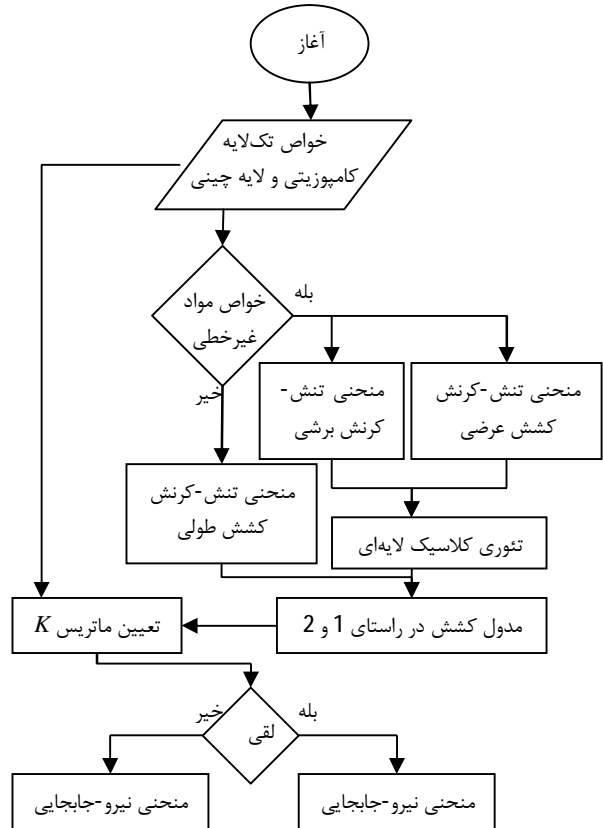 آغاز
خواص تک‌لایه
کامپوزیتی و لایه چینی
خواص مواد
غیرخطی
بله
خیر
منحنی تنش-
کرنش برشی
منحنی تنش-کرنش
کشش عرضی
منحنی تنش-کرنش
کشش طولی
تئوری کلاسیک لایه‌ای
مدول کشش در راستای 1 و 2
تعیین ماتریس K
لقی
بله
خیر
منحنی نیرو-جابجایی
منحنی نیرو-جابجایی